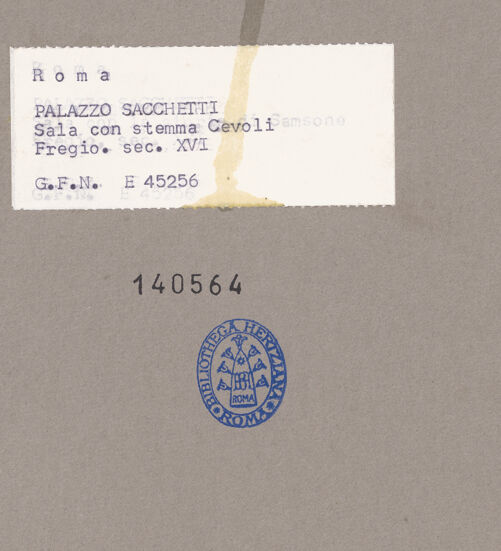 R o m a
PALAZZO SACCHETTI
Sala con stemma Cevoli
Fregio. sec. XVI
G.F.N. E 45256
140564
BIBLIOTHECA HERTZIANA
ROMA
ROMA